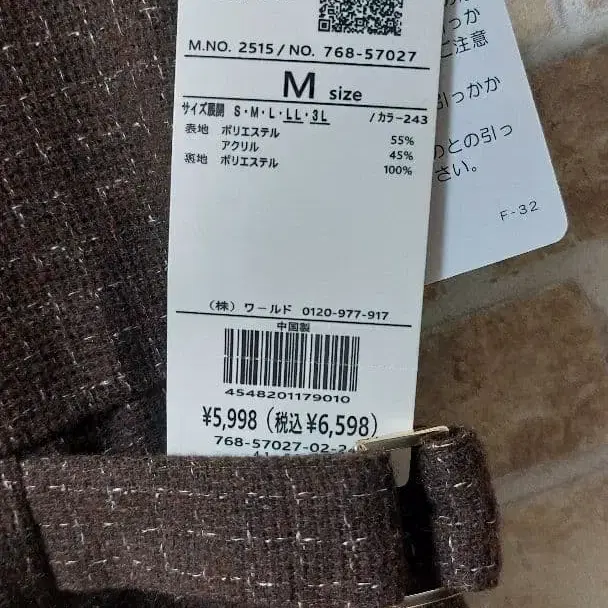 M.NO. 2515/NO. 768-57027
M size
サイズ展開 S・M・L・LL・3L /カラー243
表地 ポリエステル 55%
アクリル 45%
裏地 ポリエステル 100%
(株) ワールド 0120-977-917
中国製
4548201179010
¥5,998(税込¥6,598)
768-57027-02-24
っか
ご注意
引っかか
のとの引っ
さい。
F-32